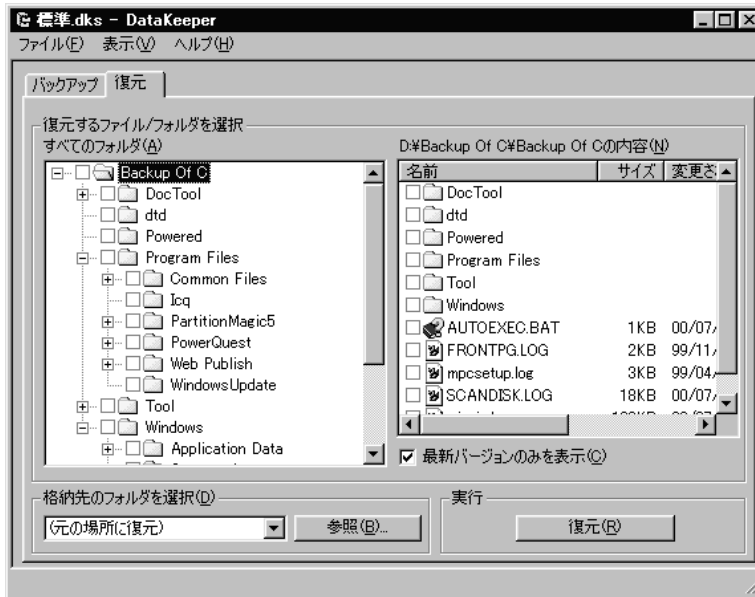 標準.dks - DataKeeper
ファイル(F) 表示(V) ヘルプ(H)
バックアップ 復元
復元するファイル/フォルダを選択
すべてのフォルダ(A)
Backup Of C
DocTool
dtd
Powered
Program Files
Common Files
Icq
PartitionMagic5
PowerQuest
Web Publish
WindowsUpdate
Tool
Windows
Application Data
D:¥Backup Of C¥Backup Of Cの内容(N)
名前 サイズ 変更さ
DocTool
dtd
Powered
Program Files
Tool
Windows
AUTOEXEC.BAT 1KB 00/07/
FRONTPG.LOG 2KB 99/11/
mpcsetup.log 3KB 99/04/
SCANDISK.LOG 18KB 00/07/
最新バージョンのみを表示(C)
格納先のフォルダを選択(D)
(元の場所に復元) 参照(B)...
実行
復元(R)